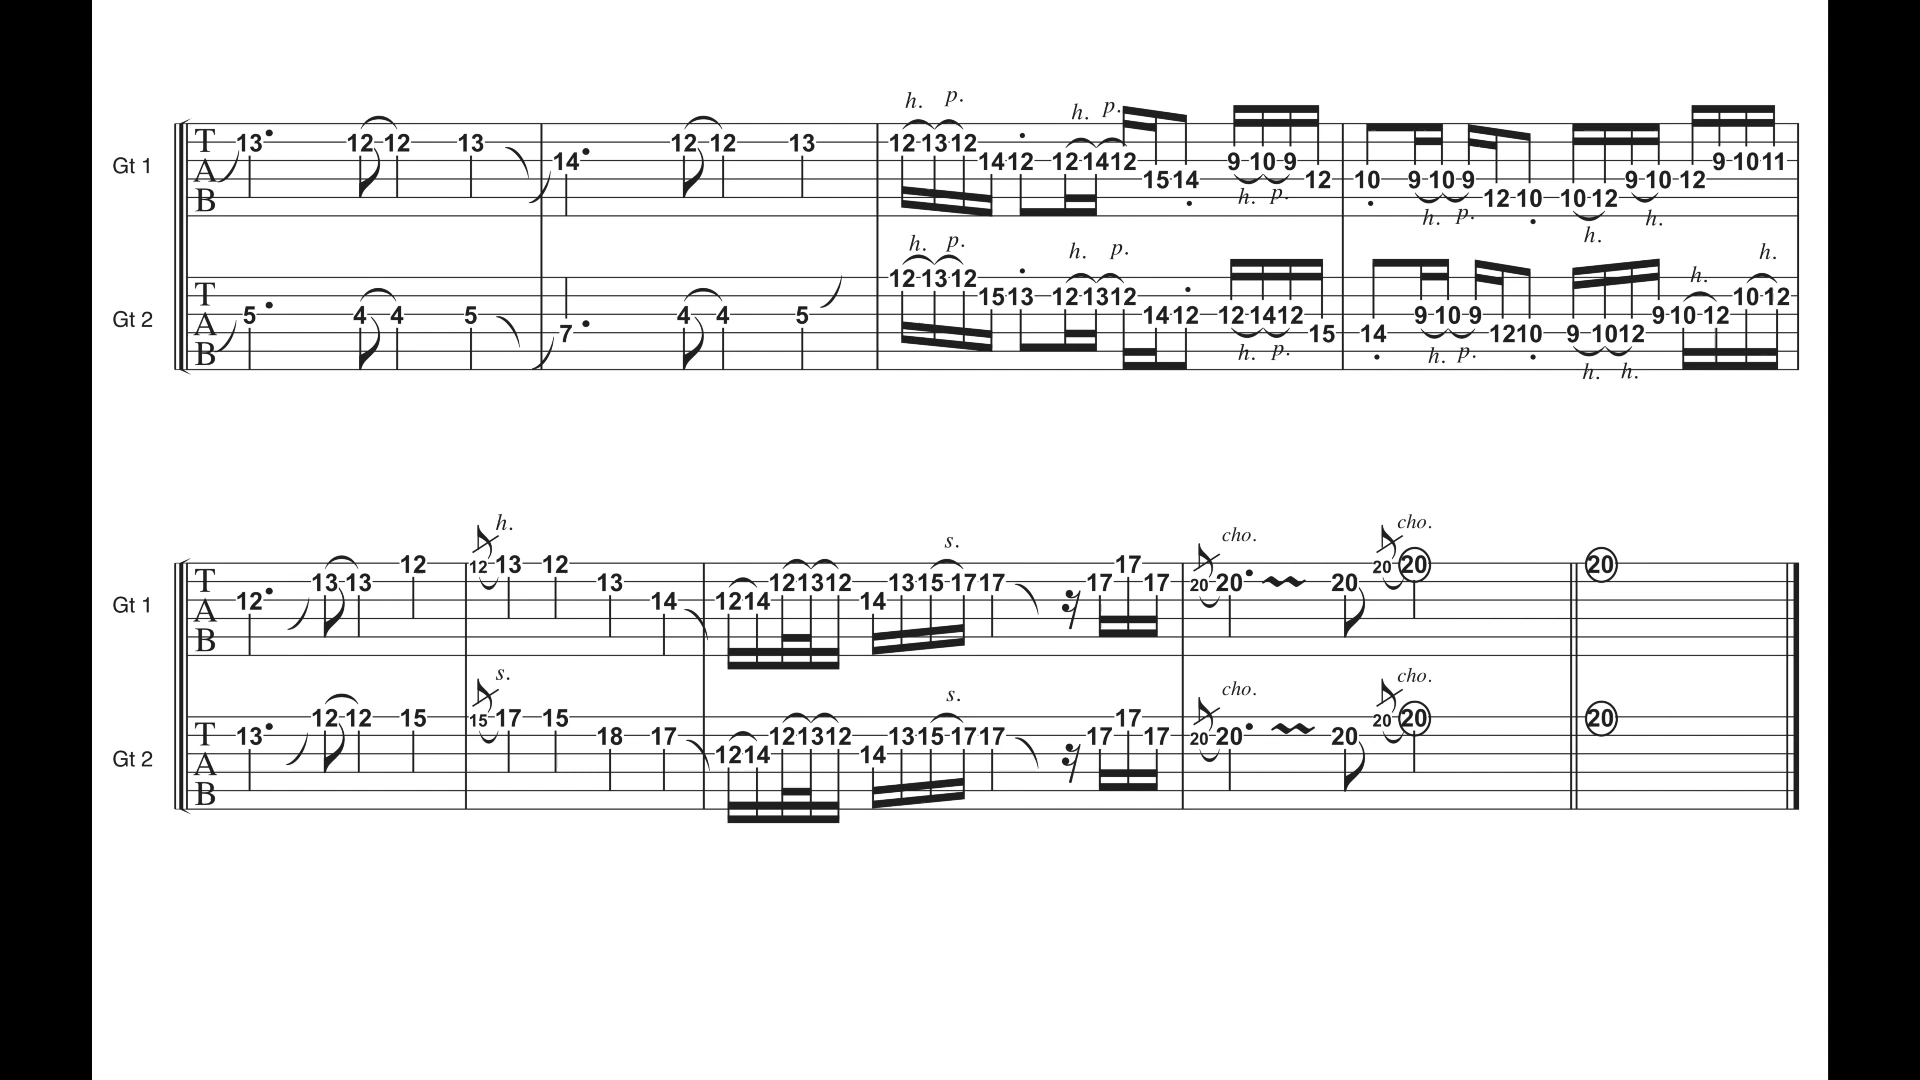 h. p. h. p.
T 13 12 12 13 12 12 13 12 13 12
Gt 1 A 14 14 12 12 14 12 9 10 9 9 10 11
B 15 14 12 10 9 10 9 9 10 12
h. p. 12 10 10 12
h. p. h.
h.
h. p. h. p. h.
12 13 12 h.
T 15 13 12 13 12 10 12
Gt 2 A 5 4 4 5 4 4 5 14 12 12 14 12 9 10 9 9 10 12
B 7 15 14 12 10 9 10 12
h. p. h. p.
h. h.
h. cho.
s. cho.
12 12 13 12 17 20 20 20
T 13 13 13 12 13 12 13 15 17 17 17 17 20 20 20
Gt 1 A 12 14 12 14 14
B
s. cho.
s. cho.
12 12 15 15 17 15 17 20 20 20
T 13 18 17 12 13 12 13 15 17 17 17 17 20 20 20
Gt 2 A 12 14 14
B